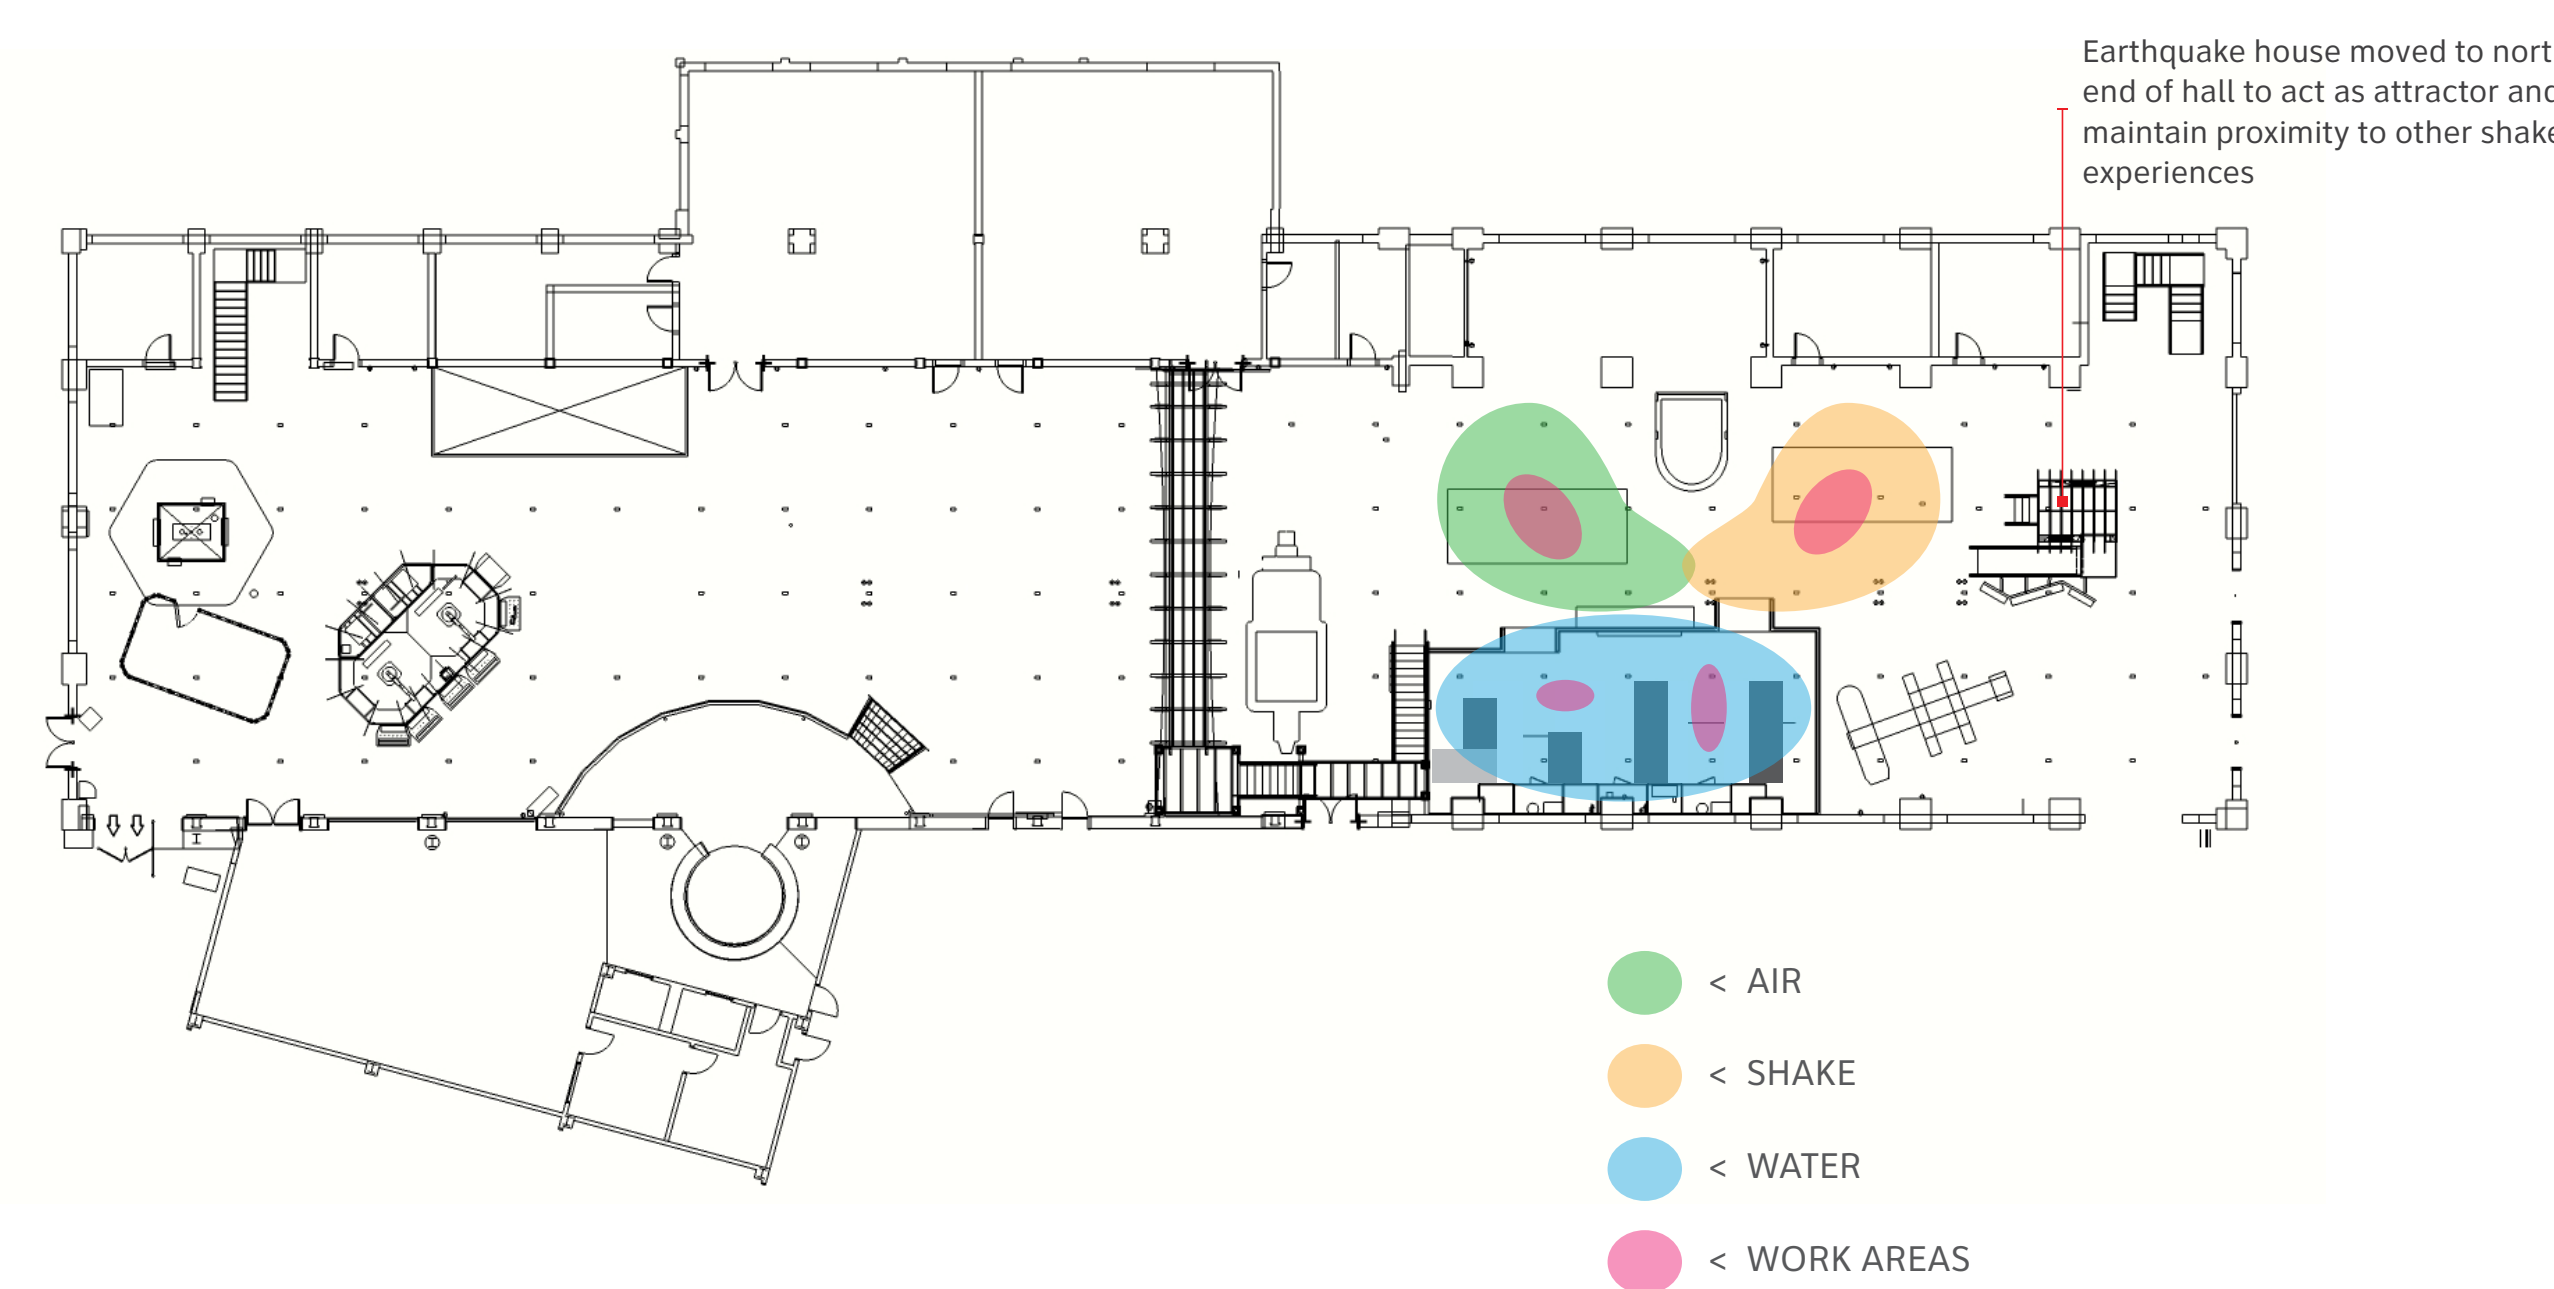 Earthquake house moved to nort
end of hall to act as attractor and
maintain proximity to other shake
experiences
< AIR
< SHAKE
< WATER
< WORK AREAS